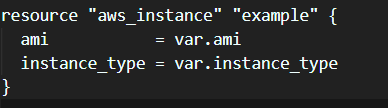 resource "aws_instance" "example" {
  ami           = var.ami
  instance_type = var.instance_type
}